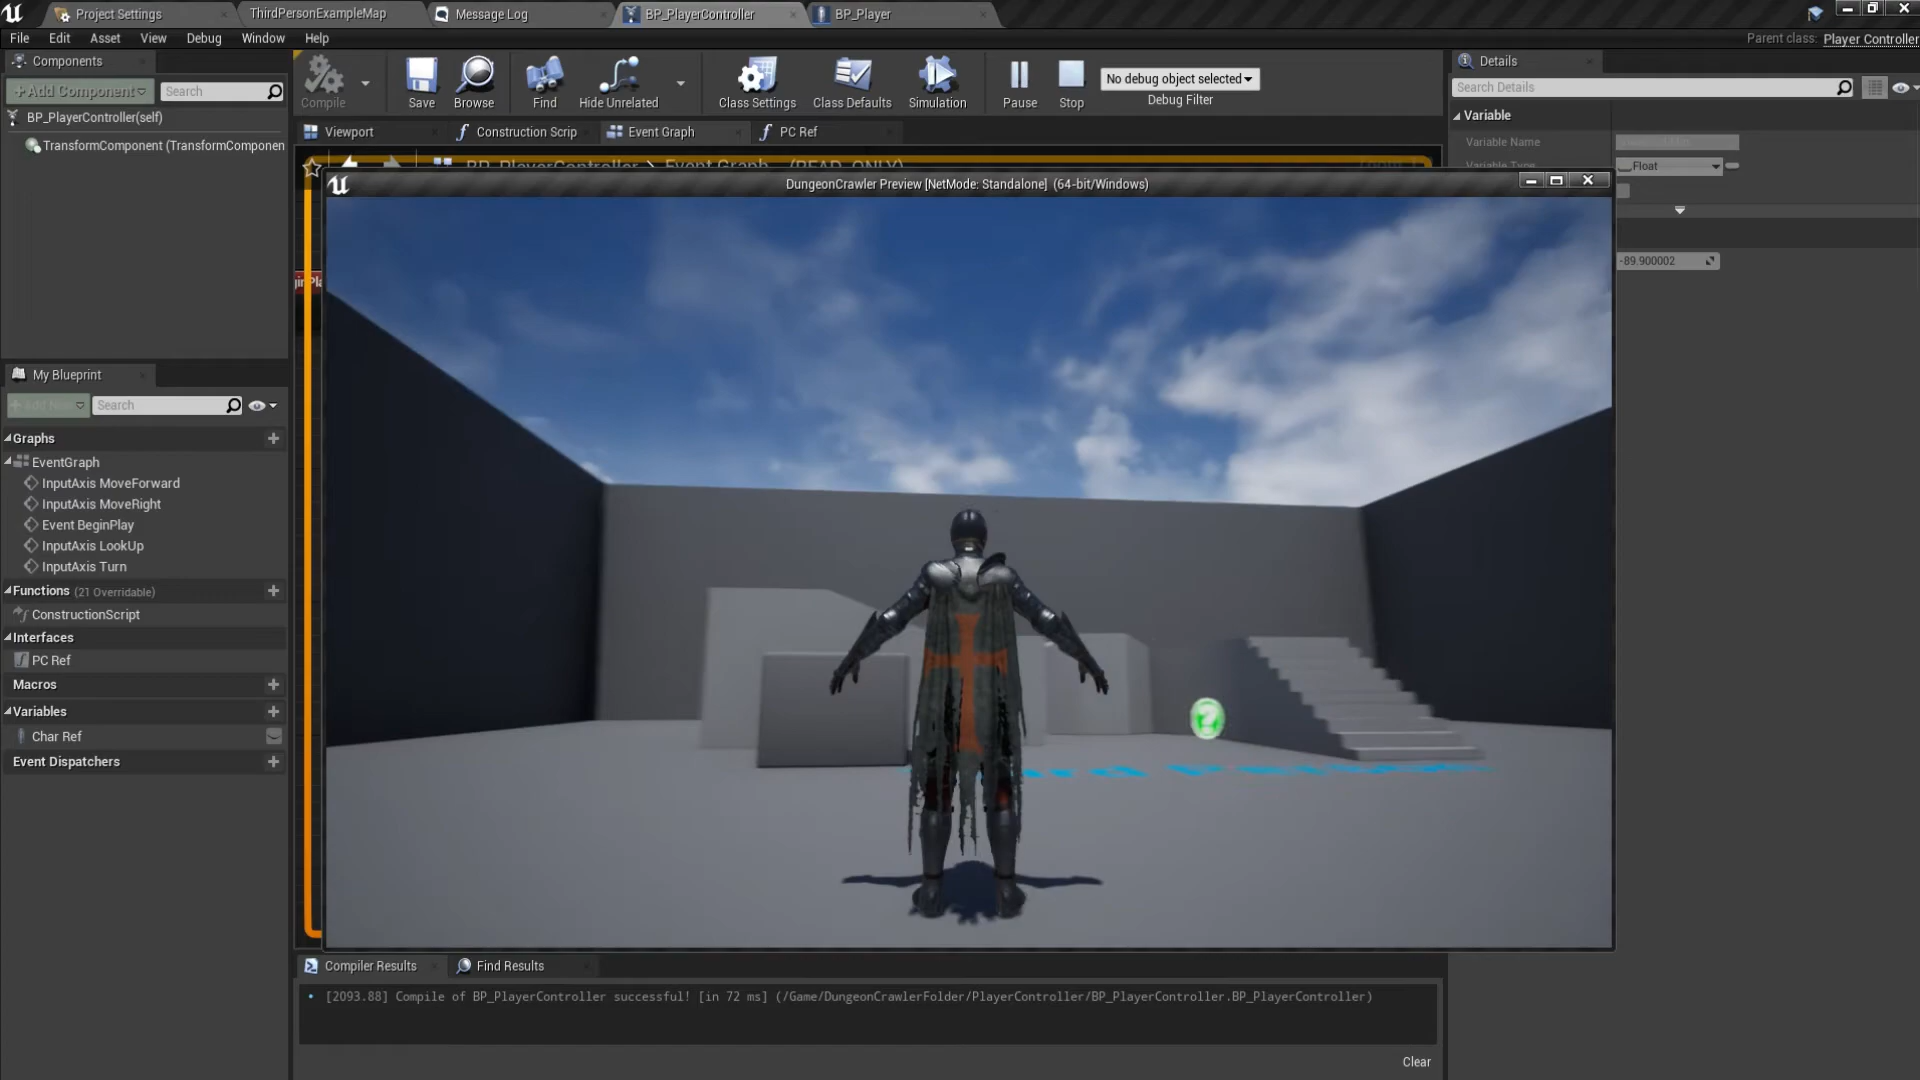 Project Settings
ThirdPersonExampleMap
Message Log
BP_PlayerController
BP_Player
File Edit Asset View Debug Window Help
Parent class: Player Controller
Components
+Add Component
Search
BP_PlayerController(self)
TransformComponent (TransformComponen
Compile
Save
Browse
Find
Hide Unrelated
Class Settings
Class Defaults
Simulation
Pause
Stop
No debug object selected
Debug Filter
Details
Search Details
Variable
Variable Name
Variable Type
Float
-89.900002
Viewport
Construction Scrip
Event Graph
PC Ref
BP_PlayerController > Event Graph (READ_ONLY)
DungeonCrawler Preview [NetMode: Standalone] (64-bit/Windows)
My Blueprint
Search
Graphs
EventGraph
InputAxis MoveForward
InputAxis MoveRight
Event BeginPlay
InputAxis LookUp
InputAxis Turn
Functions (21 Overridable)
ConstructionScript
Interfaces
PC Ref
Macros
Variables
Char Ref
Event Dispatchers
?
Compiler Results
Find Results
[2093.88] Compile of BP_PlayerController successful! [in 72 ms] (/Game/DungeonCrawlerFolder/PlayerController/BP_PlayerController.BP_PlayerController)
Clear